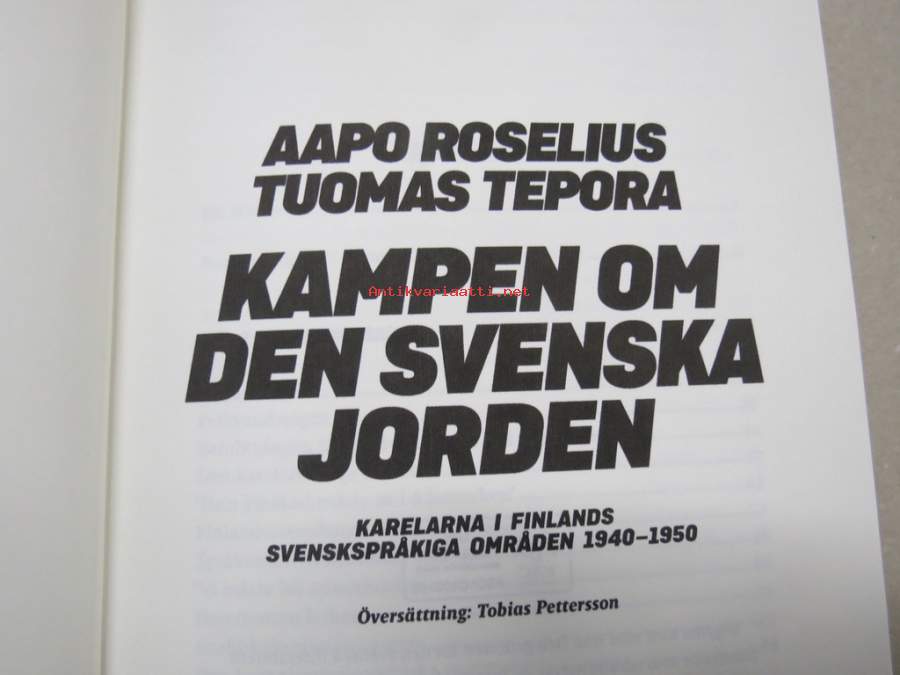 AAPO ROSELIUS
TUOMAS TEPORA
KAMPEN OM
Antikvariaatti.net
DEN SVENSKA
JORDEN
KARELARNA I FINLANDS
SVENSKSPRÅKIGA OMRÅDEN 1940–1950
Översättning: Tobias Pettersson